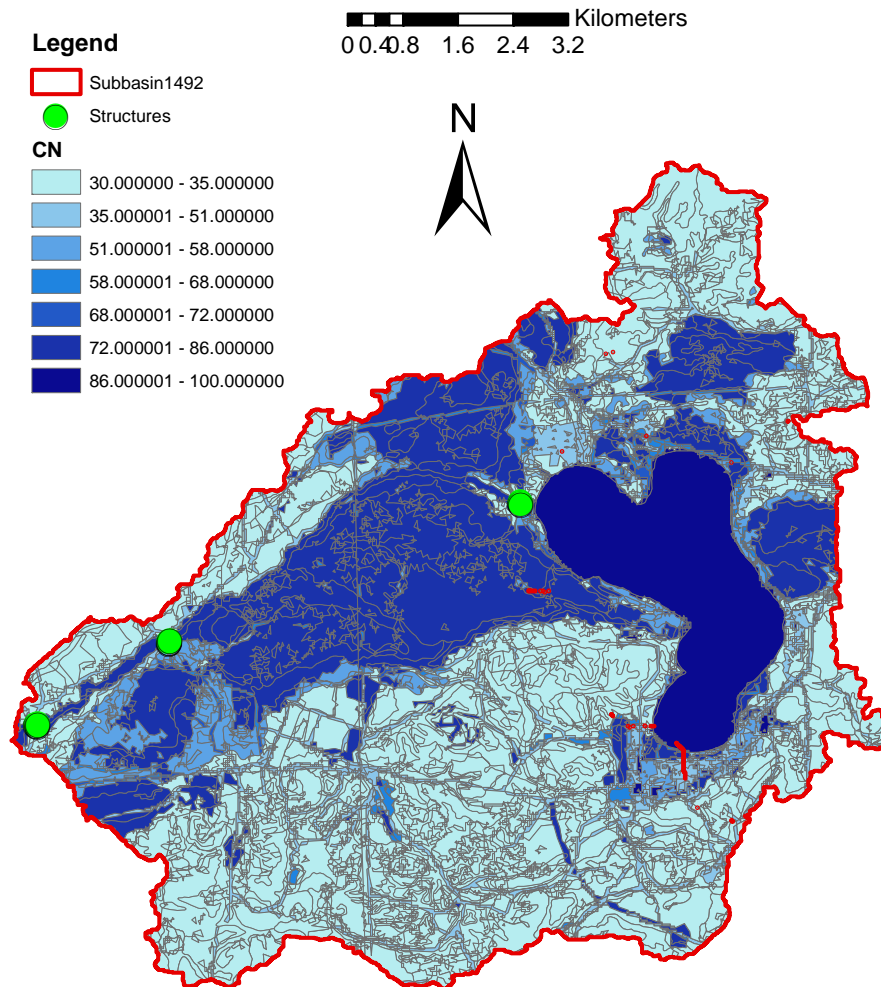 Kilometers
0 0.40.8 1.6 2.4 3.2
Legend
Subbasin1492
Structures
N
CN
30.000000 - 35.000000
35.000001 - 51.000000
51.000001 - 58.000000
58.000001 - 68.000000
68.000001 - 72.000000
72.000001 - 86.000000
86.000001 - 100.000000